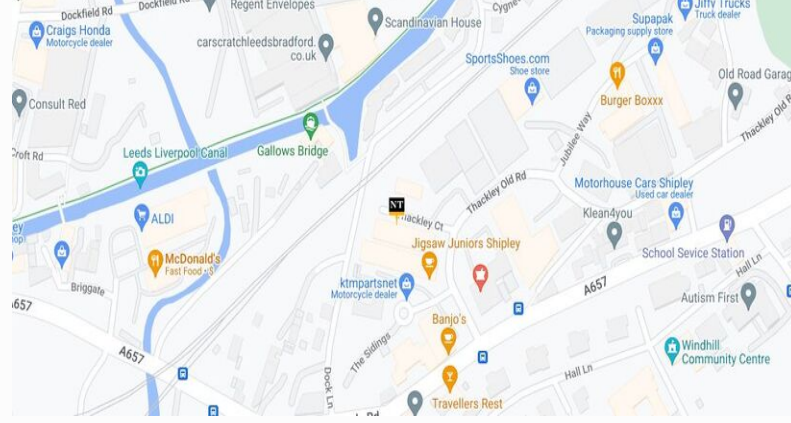 Dockfield Rd
Dockfield Rd
Regent Envelopes
Craigs Honda
Motorcycle dealer
carscratchleedsbradford.
co.uk
Scandinavian House
Supapak
Packaging supply store
Jiffy Trucks
Truck dealer
SportsShoes.com
Shoe store
Burger Boxxx
Old Road Garag
Consult Red
Croft Rd
Leeds Liverpool Canal
Gallows Bridge
Jubilee Way
Thackley Old R
ALDI
McDonald's
Fast Food • $
NT
hackley Ct
Thackley Old Rd
Motorhouse Cars Shipley
Used car dealer
Klean4you
School Sevice Station
Jigsaw Juniors Shipley
ktmpartsnet
Motorcycle dealer
Briggate
A657
Hall Ln
Autism First
657
Banjo's
The Sidings
A657
Windhill
Community Centre
Hall Ln
Dock Ln
Travellers Rest
Rd